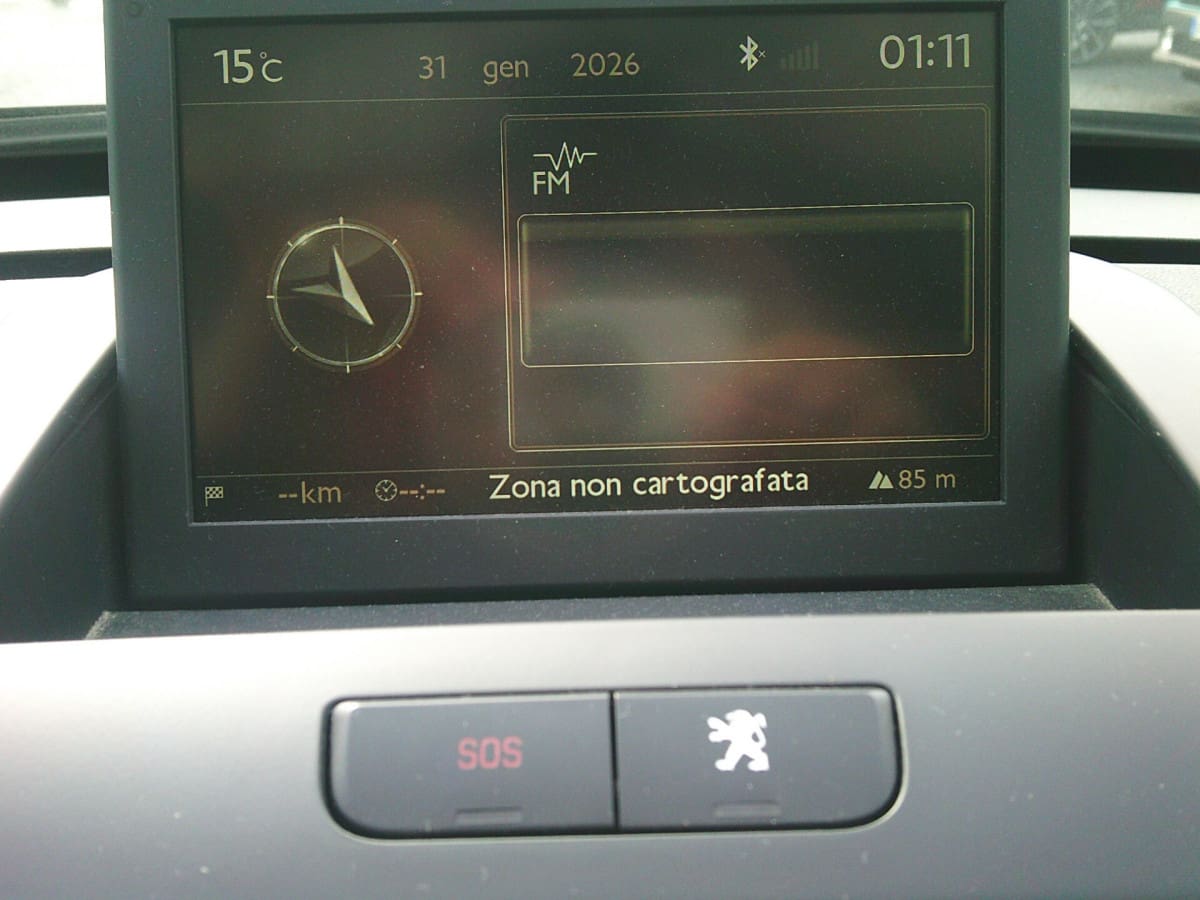 15°C 31 gen 2026 01:11
FM
--km --:-- Zona non cartografata 85 m
SOS